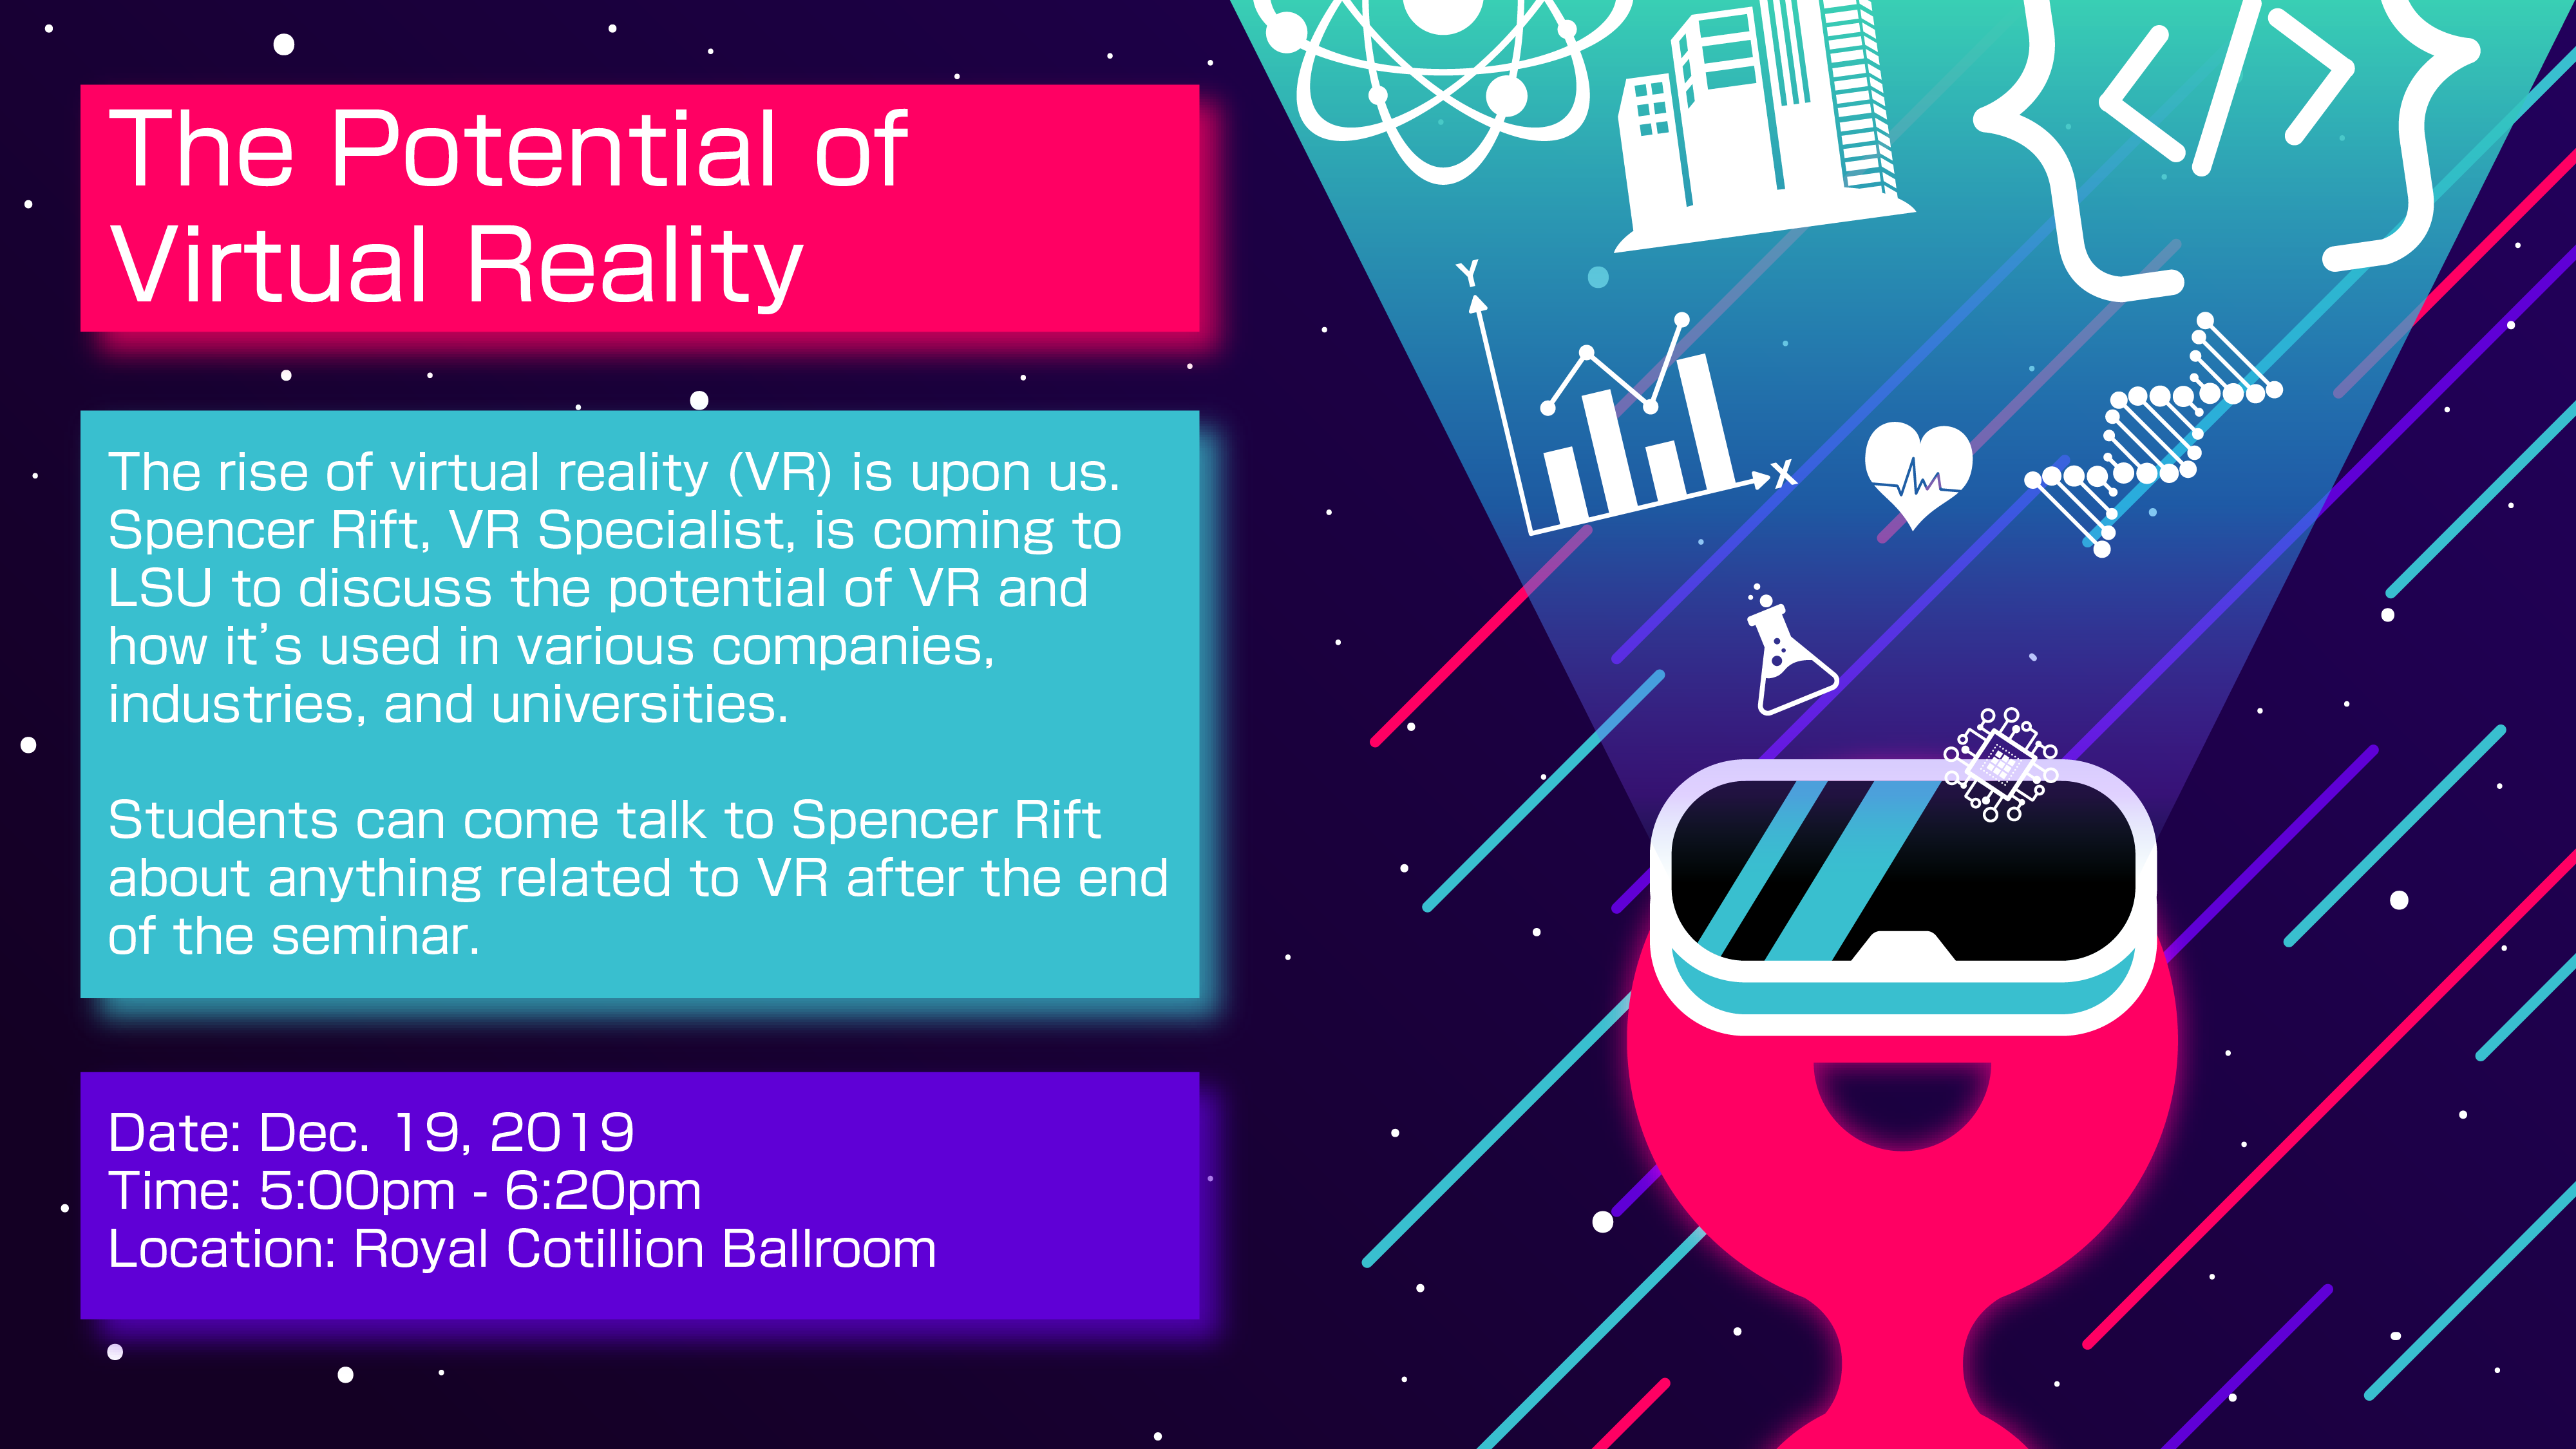 The Potential of
Virtual Reality
The rise of virtual reality (VR) is upon us.
Spencer Rift, VR Specialist, is coming to
LSU to discuss the potential of VR and
how it’s used in various companies,
industries, and universities.
Students can come talk to Spencer Rift
about anything related to VR after the end
of the seminar.
Date: Dec. 19, 2019
Time: 5:00pm - 6:20pm
Location: Royal Cotillion Ballroom
{ </> }
Y
X